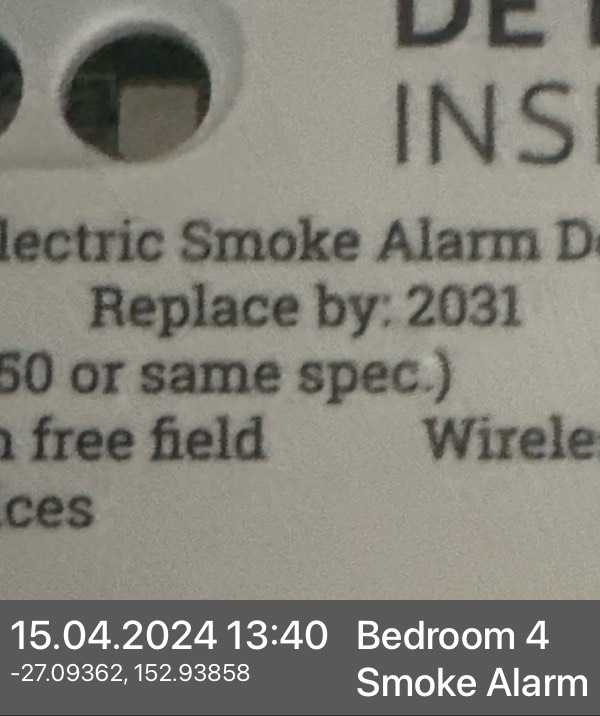 DE
INS
lectric Smoke Alarm D
Replace by: 2031
50 or same spec.)
n free field Wirele
ices
15.04.2024 13:40
-27.09362, 152.93858
Bedroom 4
Smoke Alarm